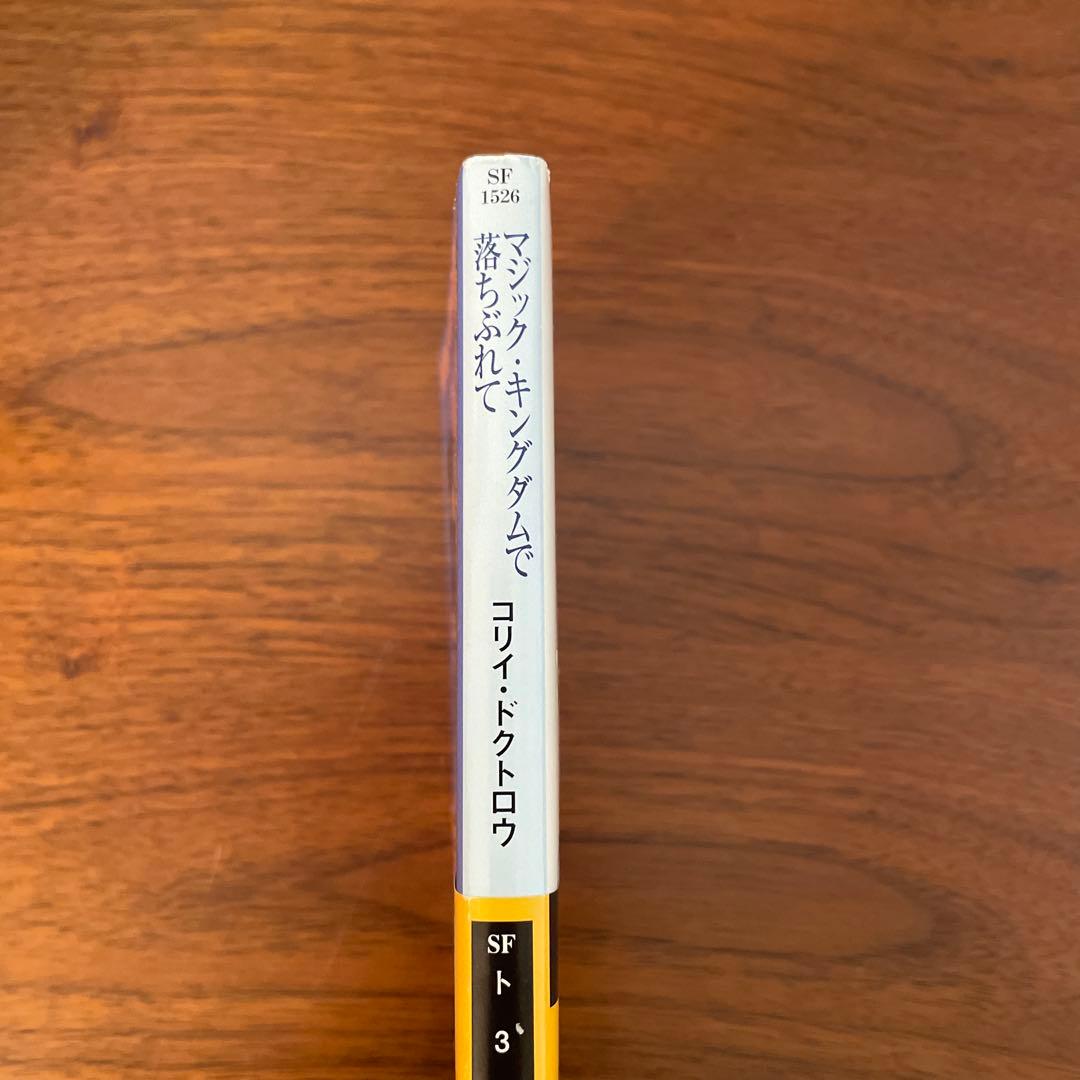 SF
1526
マジック・キングダムで
落ちぶれて
コリイ・ドクトロウ
SF
ト
3